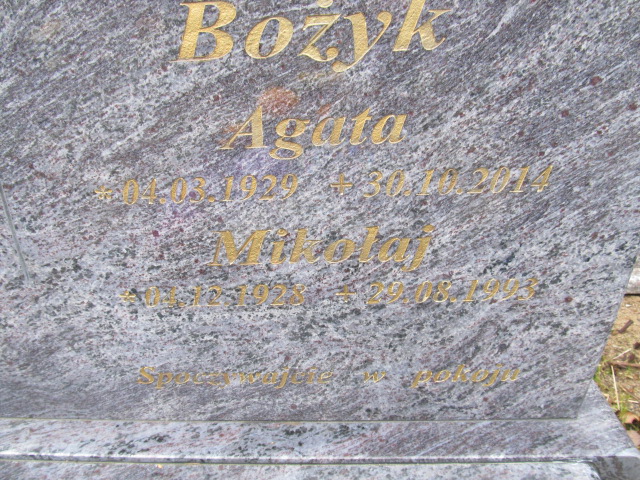 Bożyk
Agata
* 04.03.1929 + 30.10.2014
Mikołaj
* 04.12.1928 + 29.08.1993
Spoczywajcie w pokoju